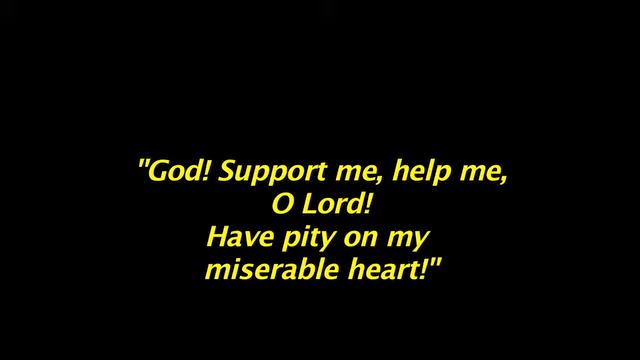 "God! Support me, help me,
O Lord!
Have pity on my
miserable heart!"